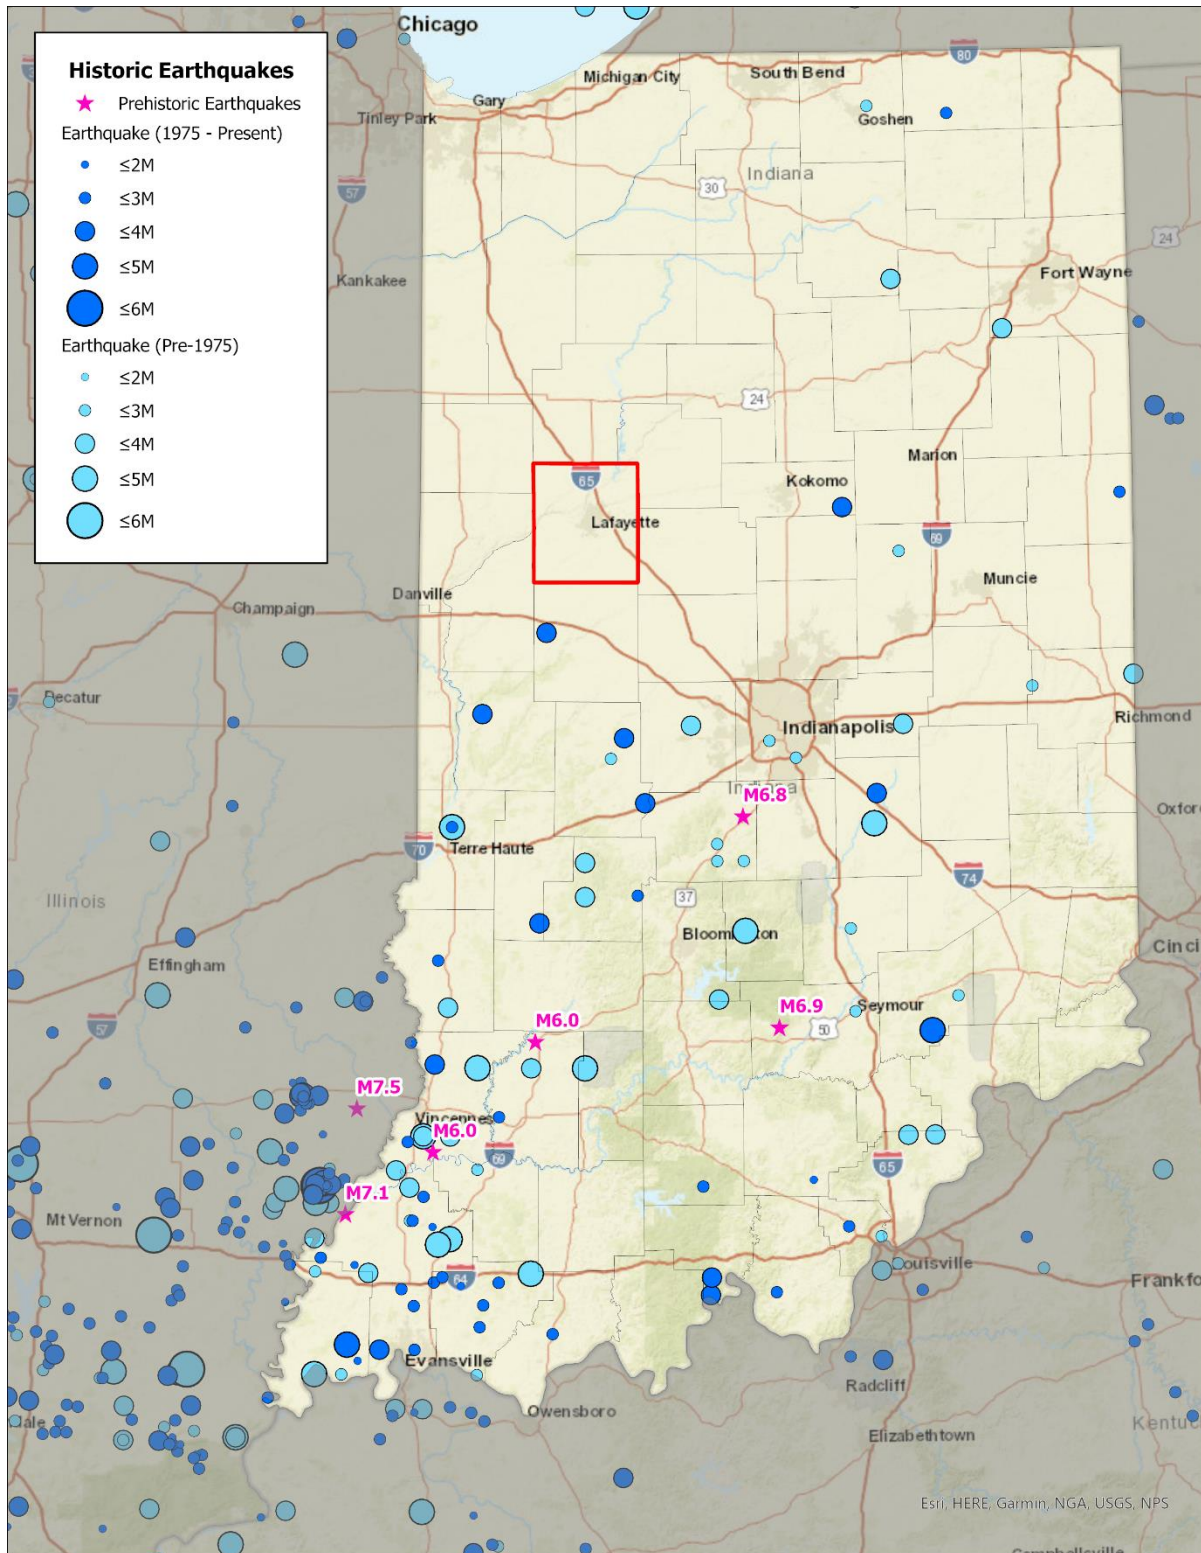 Chicago
Historic Earthquakes
Prehistoric Earthquakes
Earthquake (1975 - Present)
≤2M
≤3M
≤4M
≤5M
≤6M
Earthquake (Pre-1975)
≤2M
≤3M
≤4M
≤5M
≤6M
80
Michigan City
South Bend
Gary
Tinley Park
Goshen
57
30
Indiana
24
Kankakee
Fort Wayne
24
Marion
65
Kokomo
Lafayette
69
Muncie
Danville
Champaign
Decatur
Richmond
Indianapolis
Indiana
M6.8
Oxfor
70
Terre Haute
74
Illinois
37
Bloomington
Cinci
Effingham
M6.9
Seymour
57
M6.0
50
M7.5
Vincennes
M6.0
69
65
M7.1
Mt Vernon
64
Louisville
Frankfo
Evansville
Radcliff
Owensboro
Kentuc
Elizabethtown
Esri, HERE, Garmin, NGA, USGS, NPS